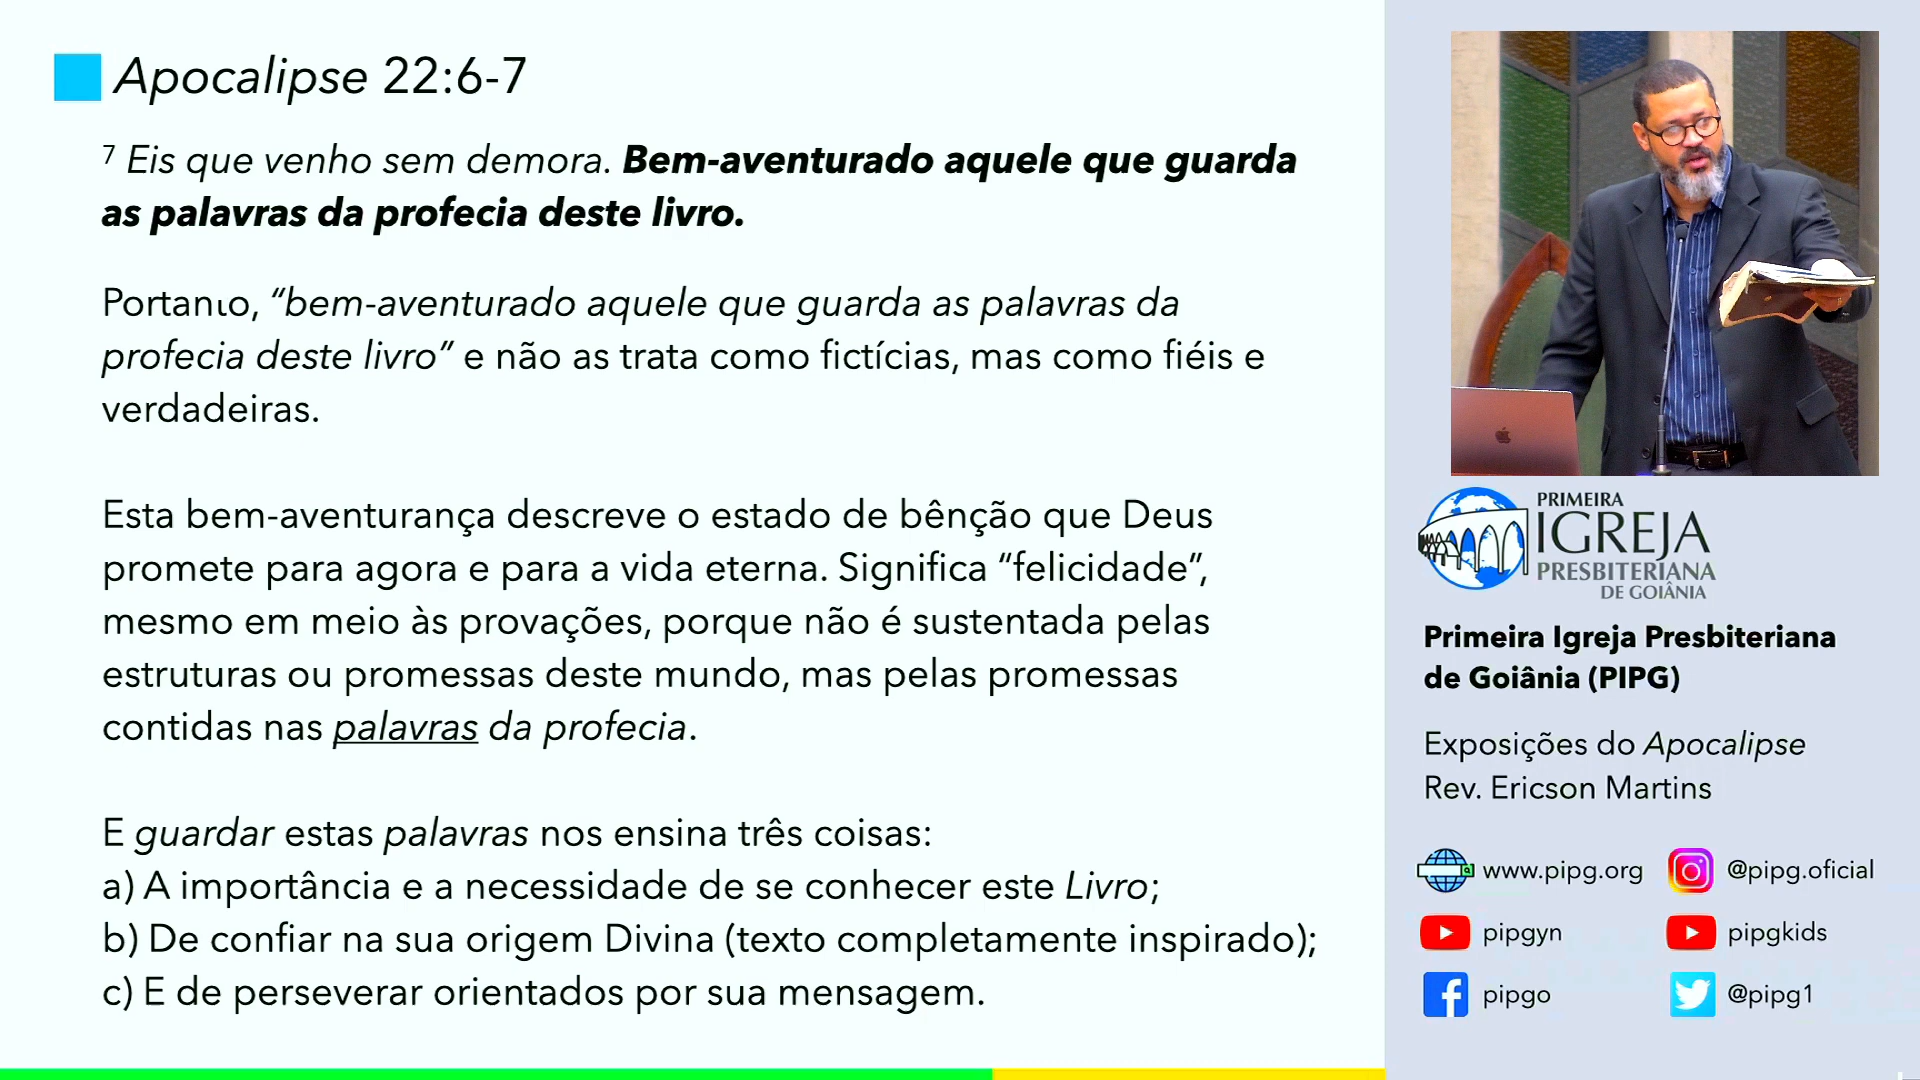 Apocalipse 22:6-7
7 Eis que venho sem demora. Bem-aventurado aquele que guarda
as palavras da profecia deste livro.
Portanto, “bem-aventurado aquele que guarda as palavras da
profecia deste livro” e não as trata como fictícias, mas como fiéis e
verdadeiras.
Esta bem-aventurança descreve o estado de bênção que Deus
promete para agora e para a vida eterna. Significa “felicidade”,
mesmo em meio às provações, porque não é sustentada pelas
estruturas ou promessas deste mundo, mas pelas promessas
contidas nas palavras da profecia.
E guardar estas palavras nos ensina três coisas:
a) A importância e a necessidade de se conhecer este Livro;
b) De confiar na sua origem Divina (texto completamente inspirado);
c) E de perseverar orientados por sua mensagem.
PRIMEIRA
IGREJA
PRESBITERIANA
DE GOIÂNIA
Primeira Igreja Presbiteriana
de Goiânia (PIPG)
Exposições do Apocalipse
Rev. Ericson Martins
www.pipg.org @pipg.oficial
pipgyn pipgkids
pipgo @pipg1